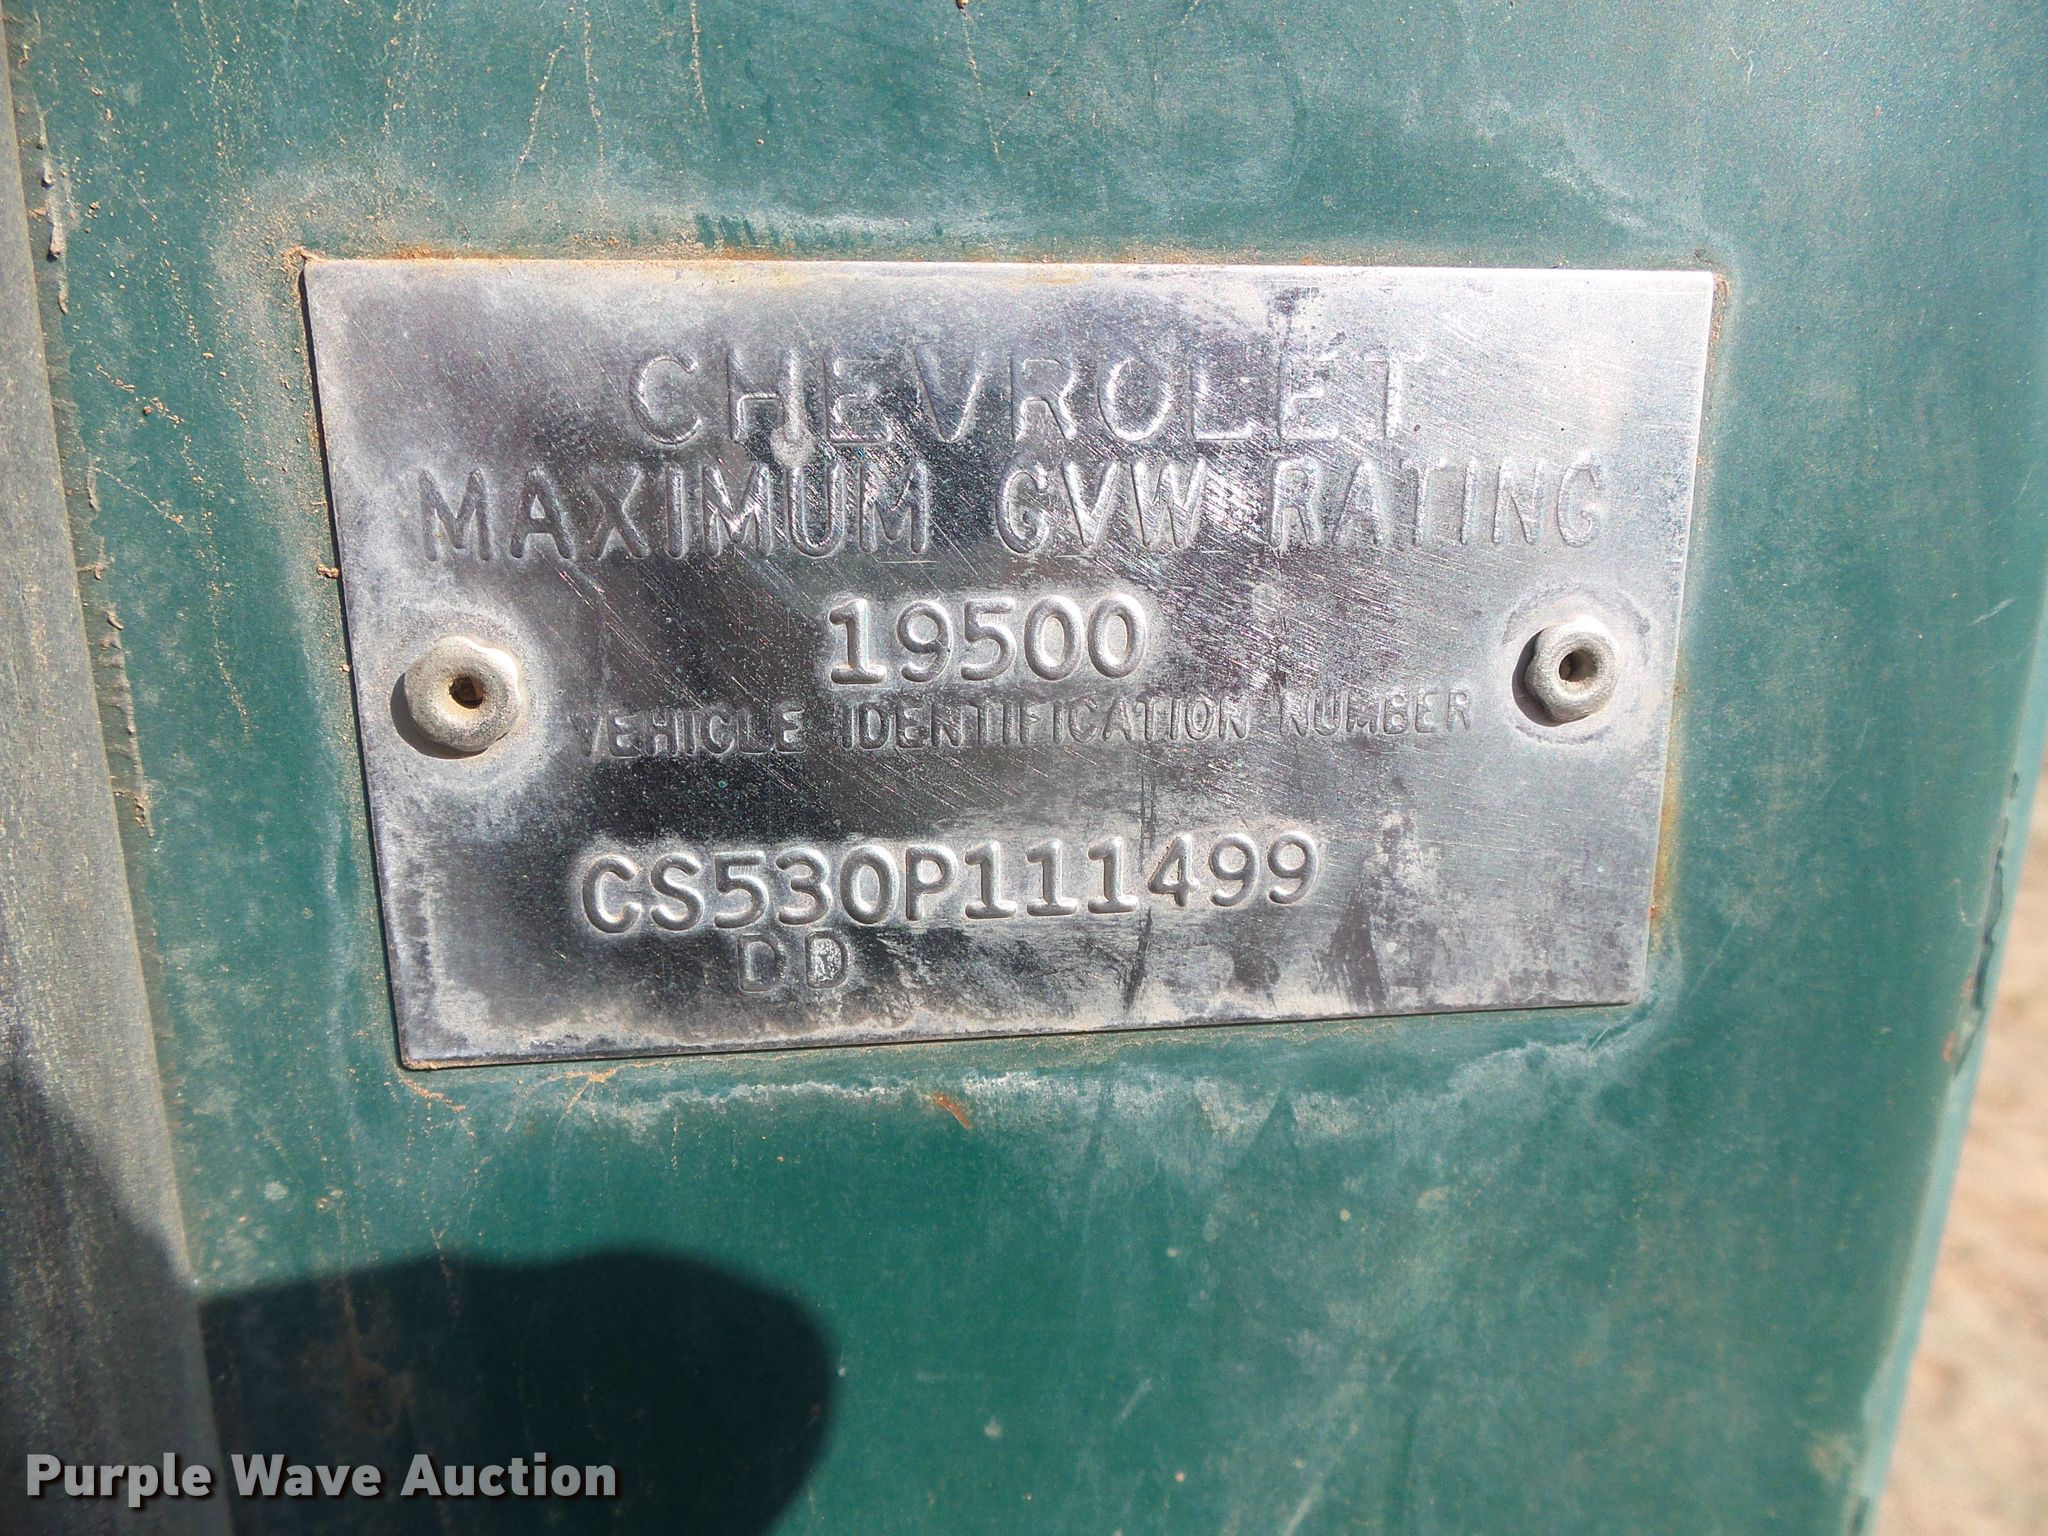 CHEVROLET
MAXIMUM GVW RATING
19500
VEHICLE IDENTIFICATION NUMBER
CS530P111499
DD
Purple Wave Auction